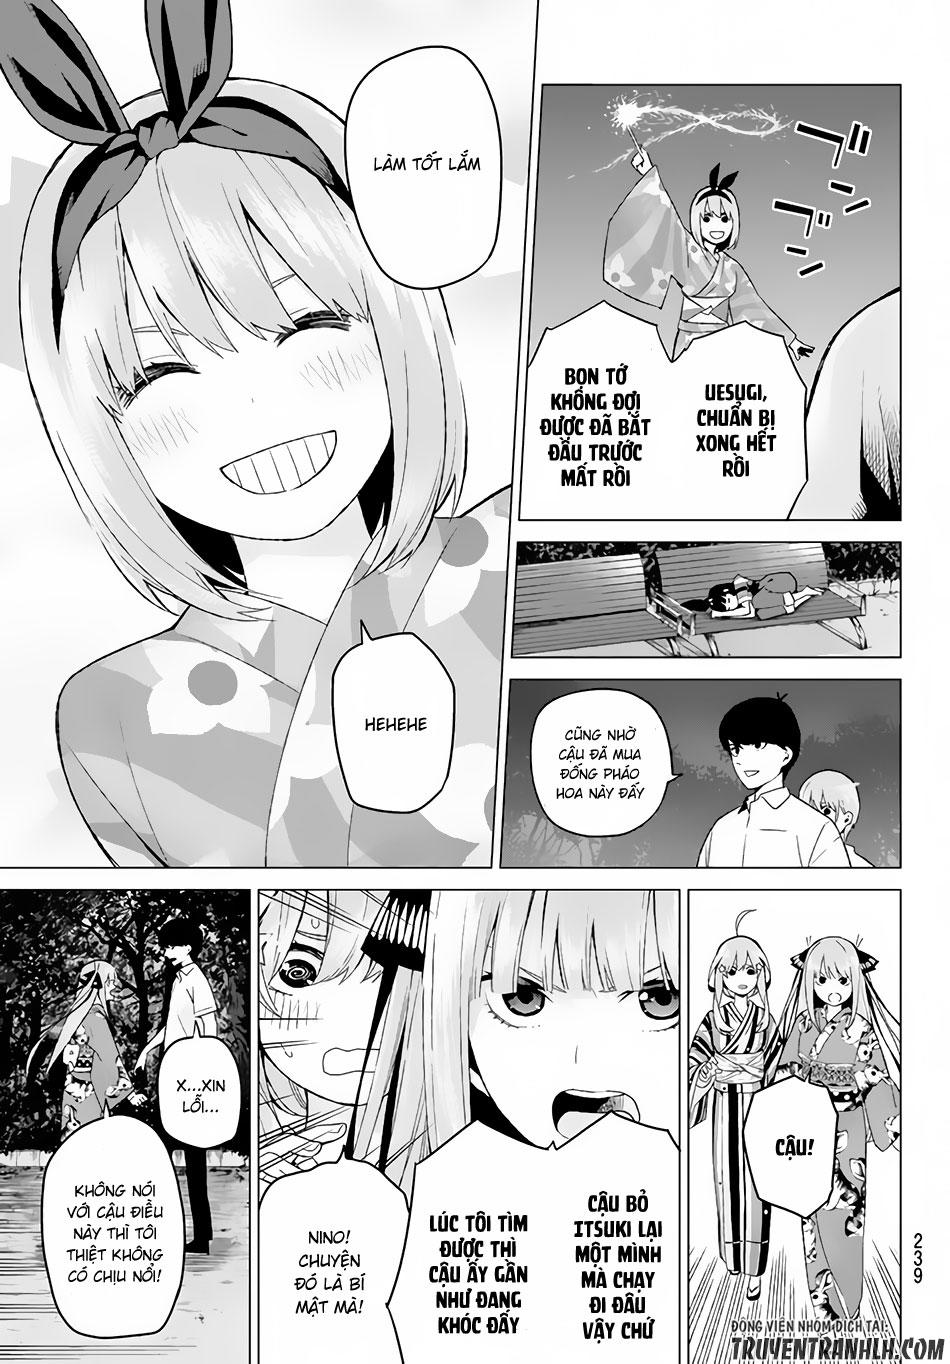 UESUGI,
CHUẨN BỊ
XONG HẾT
RỒI
BỌN TỚ
KHÔNG ĐỢI
ĐƯỢC ĐÃ BẮT
ĐẦU TRƯỚC
MẤT RỒI
CŨNG NHỜ
CẬU ĐÃ MUA
ĐỐNG PHÁO
HOA NÀY ĐẤY
LÀM TỐT LẮM
HEHEHE
CẬU!
CẬU BỎ
ITSUKI LẠI
MỘT MÌNH
MÀ CHẠY
ĐI ĐÂU
VẬY CHỨ
LÚC TÔI TÌM
ĐƯỢC THÌ
CẬU ẤY GẦN
NHƯ ĐANG
KHÓC ĐẤY
NINO!
CHUYỆN
ĐÓ LÀ BÍ
MẬT MÀ!
X...XIN
LỖI...
KHÔNG NÓI
VỚI CẬU ĐIỀU
NÀY THÌ TÔI
THIỆT KHÔNG
CÓ CHỊU NỔI!
239
ĐỘNG VIÊN NHÓM DỊCH TẠI:
TRUYENTRANHLH.COM